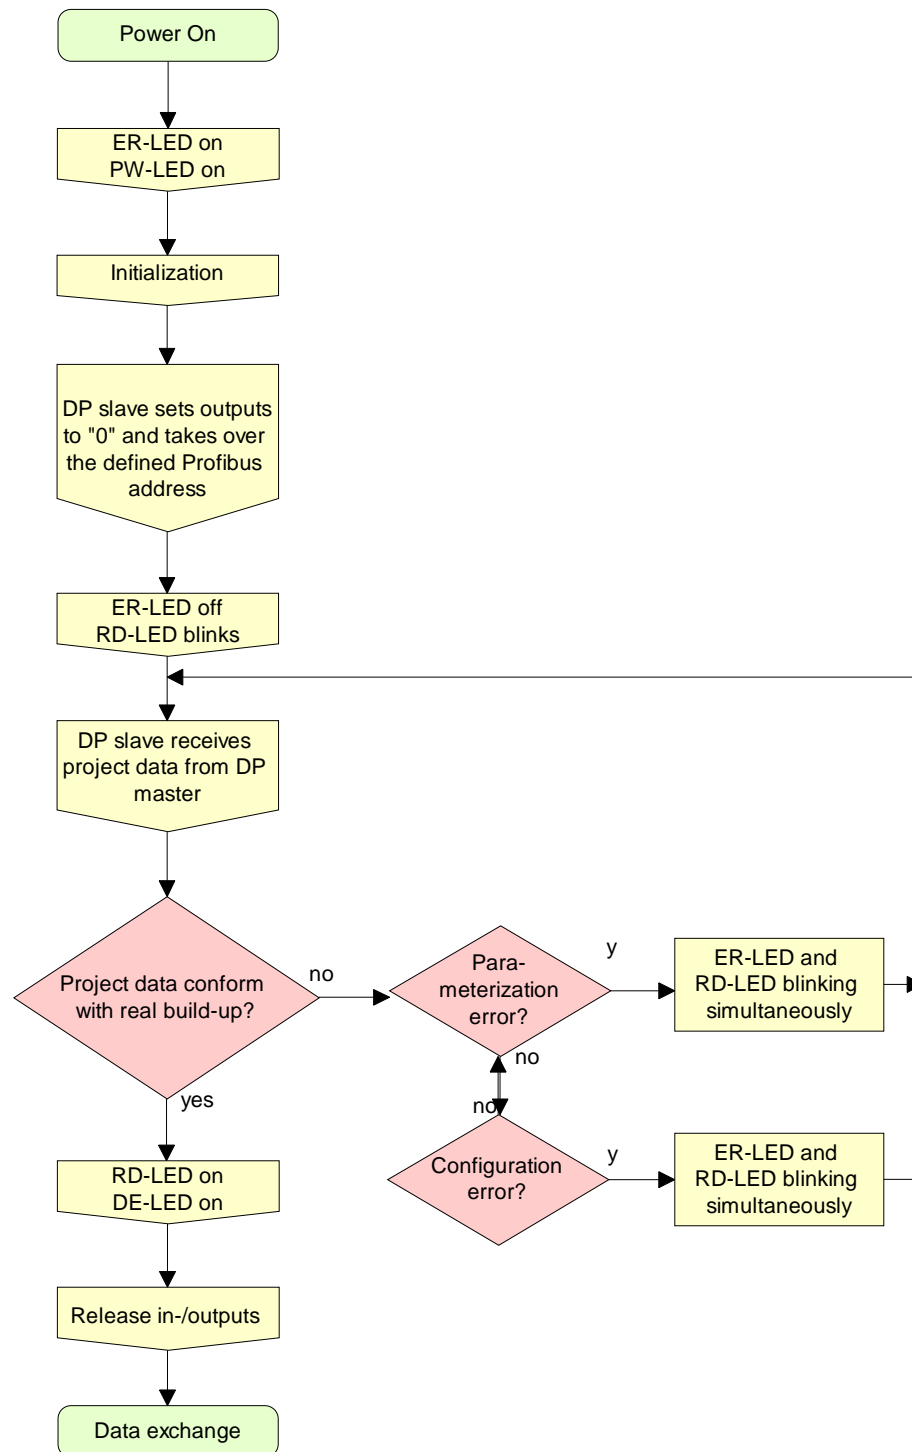 Power On
ER-LED on
PW-LED on
Initialization
DP slave sets outputs
to "0" and takes over
the defined Profibus
address
ER-LED off
RD-LED blinks
DP slave receives
project data from DP
master
Project data conform
with real build-up?
no
Para-
meterization
error?
y
ER-LED and
RD-LED blinking
simultaneously
no
no
yes
Configuration
error?
y
ER-LED and
RD-LED blinking
simultaneously
RD-LED on
DE-LED on
Release in-/outputs
Data exchange